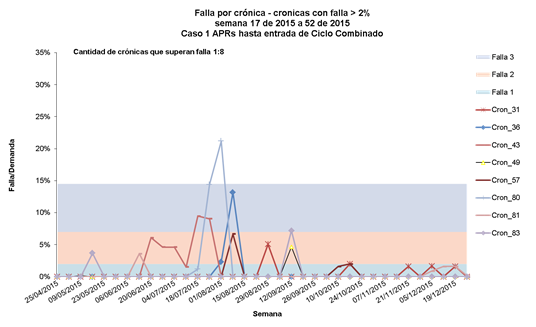 Falla por crónica - cronicas con falla > 2%
semana 17 de 2015 a 52 de 2015
Caso 1 APRs hasta entrada de Ciclo Combinado
Cantidad de crónicas que superan falla 1:8
35%
30%
25%
20%
15%
10%
5%
0%
Falla/Demanda
25/04/2015
09/05/2015
23/05/2015
06/06/2015
20/06/2015
04/07/2015
18/07/2015
01/08/2015
15/08/2015
29/08/2015
12/09/2015
26/09/2015
10/10/2015
24/10/2015
07/11/2015
21/11/2015
05/12/2015
19/12/2015
Semana
Falla 3
Falla 2
Falla 1
Cron_31
Cron_36
Cron_43
Cron_49
Cron_57
Cron_80
Cron_81
Cron_83